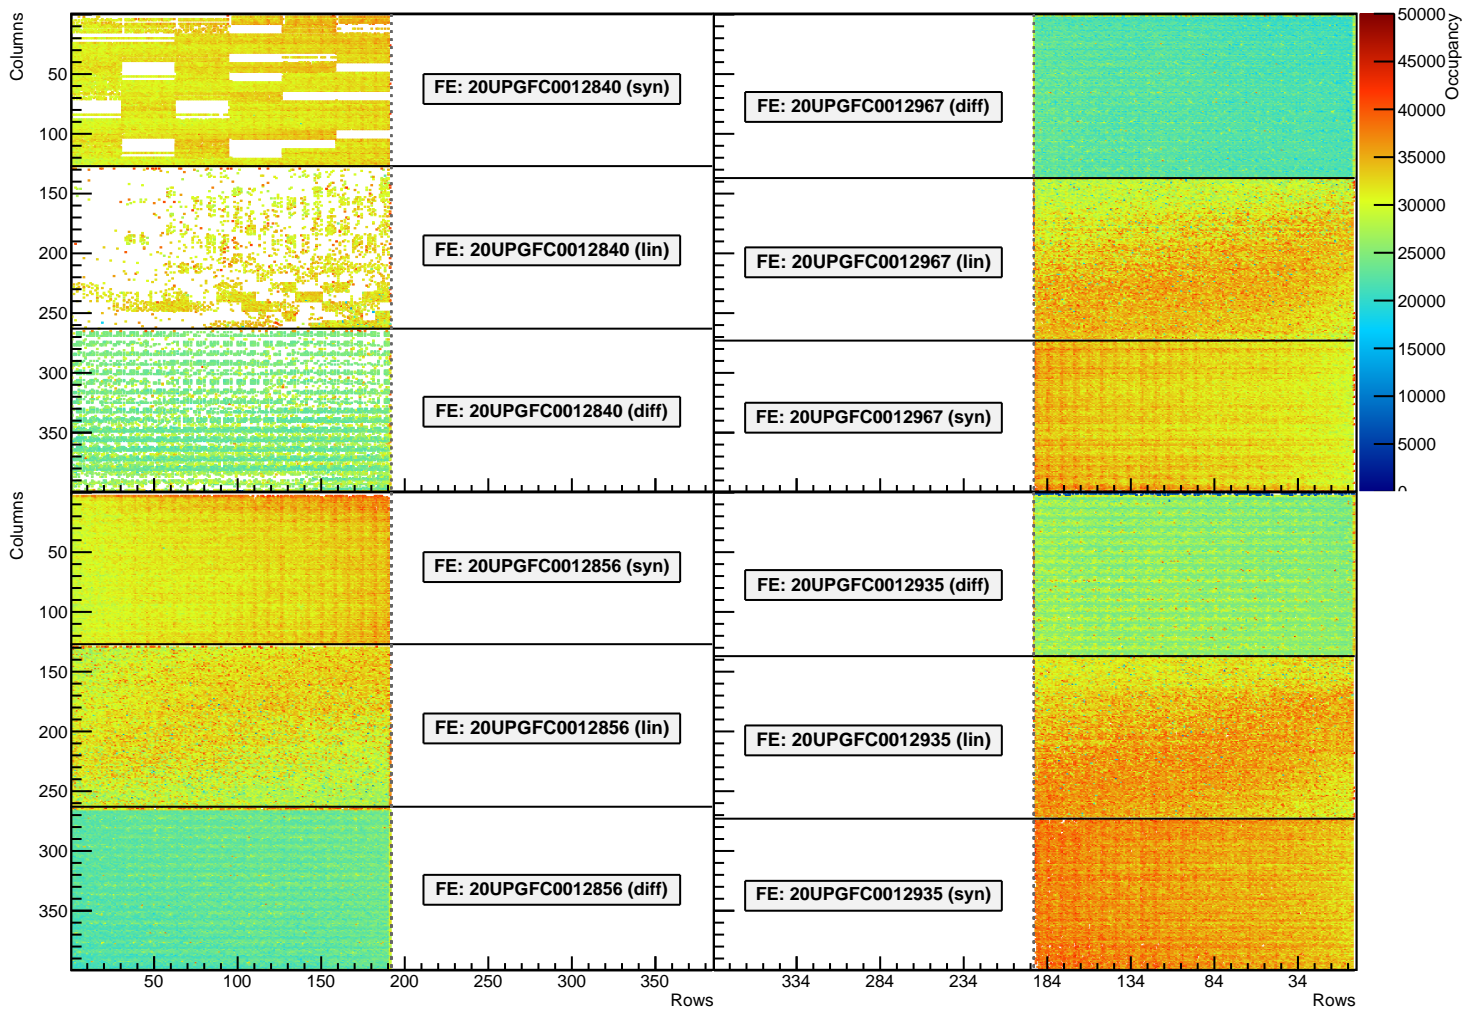 Columns
50
100
150
200
250
300
350
FE: 20UPGFC0012840 (syn)
FE: 20UPGFC0012840 (lin)
FE: 20UPGFC0012840 (diff)
FE: 20UPGFC0012967 (diff)
FE: 20UPGFC0012967 (lin)
FE: 20UPGFC0012967 (syn)
50000
45000
40000
35000
30000
25000
20000
15000
10000
5000
0
Occupancy
Columns
50
100
150
200
250
300
350
FE: 20UPGFC0012856 (syn)
FE: 20UPGFC0012856 (lin)
FE: 20UPGFC0012856 (diff)
FE: 20UPGFC0012935 (diff)
FE: 20UPGFC0012935 (lin)
FE: 20UPGFC0012935 (syn)
50 100 150 200 250 300 350
Rows
334 284 234 184 134 84 34
Rows